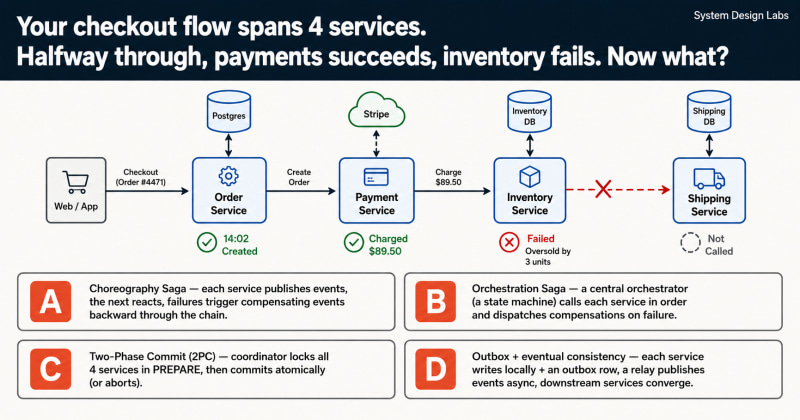 Your checkout flow spans 4 services.
Halfway through, payments succeeds, inventory fails. Now what?
System Design Labs
Postgres
Stripe
Inventory
DB
Shipping
DB
Web / App
Checkout
(Order #4471)
Order
Service
Create
Order
Payment
Service
Charge
$89.50
Inventory
Service
Shipping
Service
14:02
Created
Charged
$89.50
Failed
Oversold by
3 units
Not
Called
A
Choreography Saga — each service publishes events,
the next reacts, failures trigger compensating events
backward through the chain.
B
Orchestration Saga — a central orchestrator
(a state machine) calls each service in order
and dispatches compensations on failure.
C
Two-Phase Commit (2PC) — coordinator locks all
4 services in PREPARE, then commits atomically
(or aborts).
D
Outbox + eventual consistency — each service
writes locally + an outbox row, a relay publishes
events async, downstream services converge.